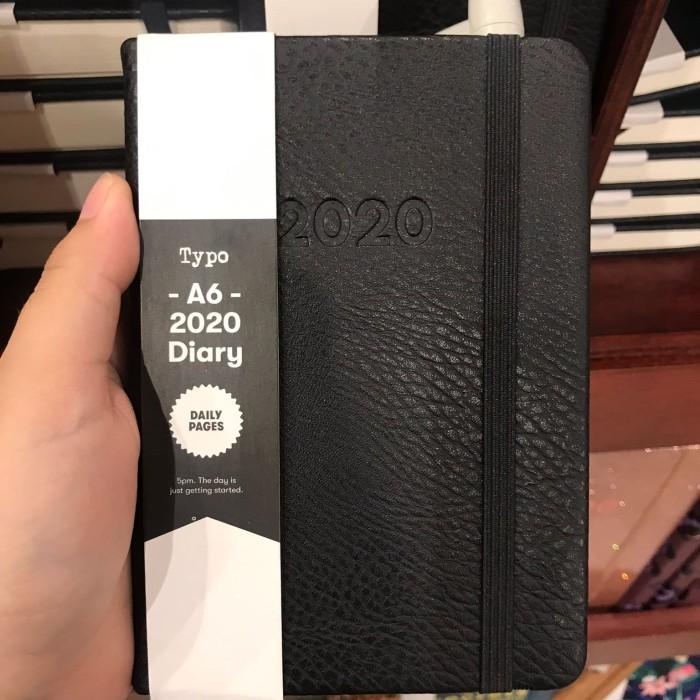 2020
Typo
- A6 -
2020
Diary
DAILY
PAGES
5pm. The day is
just getting started.